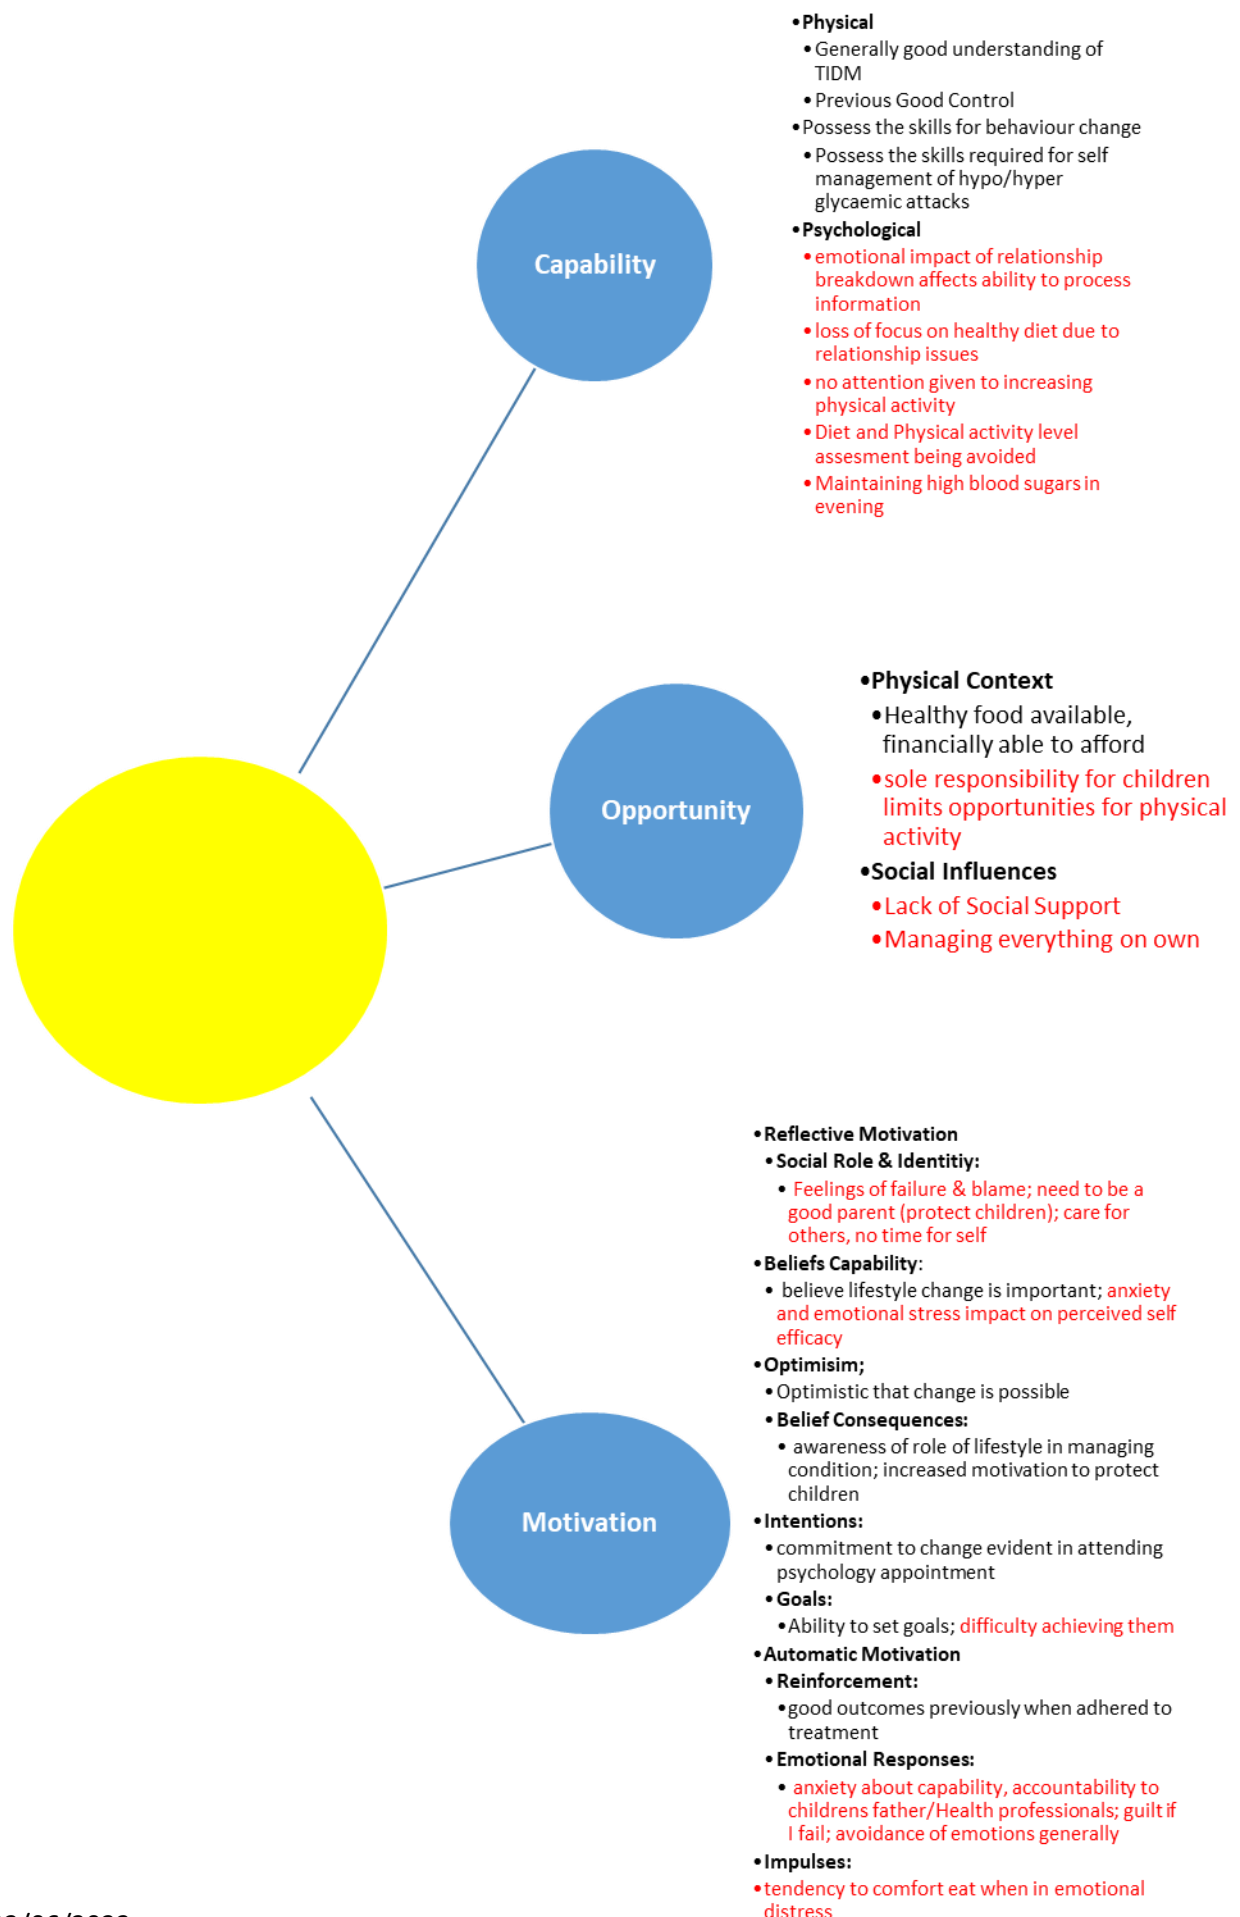 •Physical
•Generally good understanding of
TIDM
•Previous Good Control
•Possess the skills for behaviour change
•Possess the skills required for self
management of hypo/hyper
glycaemic attacks
•Psychological
•emotional impact of relationship
breakdown affects ability to process
information
•loss of focus on healthy diet due to
relationship issues
•no attention given to increasing
physical activity
•Diet and Physical activity level
assesment being avoided
•Maintaining high blood sugars in
evening
Capability
•Physical Context
•Healthy food available,
financially able to afford
•sole responsibility for children
limits opportunities for physical
activity
•Social Influences
•Lack of Social Support
•Managing everything on own
Opportunity
•Reflective Motivation
•Social Role & Identitiy:
• Feelings of failure & blame; need to be a
good parent (protect children); care for
others, no time for self
•Beliefs Capability:
• believe lifestyle change is important; anxiety
and emotional stress impact on perceived self
efficacy
•Optimisim;
•Optimistic that change is possible
•Belief Consequences:
• awareness of role of lifestyle in managing
condition; increased motivation to protect
children
•Intentions:
•commitment to change evident in attending
psychology appointment
•Goals:
•Ability to set goals; difficulty achieving them
•Automatic Motivation
•Reinforcement:
•good outcomes previously when adhered to
treatment
•Emotional Responses:
• anxiety about capability, accountability to
childrens father/Health professionals; guilt if
I fail; avoidance of emotions generally
•Impulses:
•tendency to comfort eat when in emotional
distress
Motivation